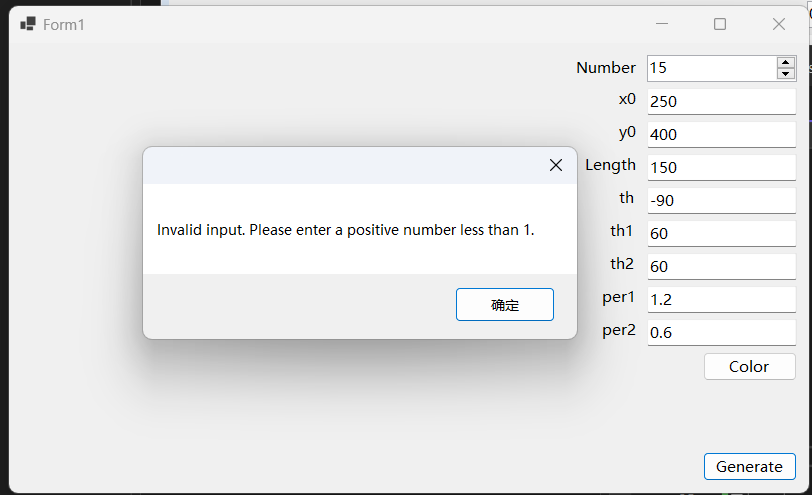 Form1
Number 15
x0 250
y0 400
Length 150
th -90
th1 60
th2 60
per1 1.2
per2 0.6
Color
Generate
Invalid input. Please enter a positive number less than 1.
确定